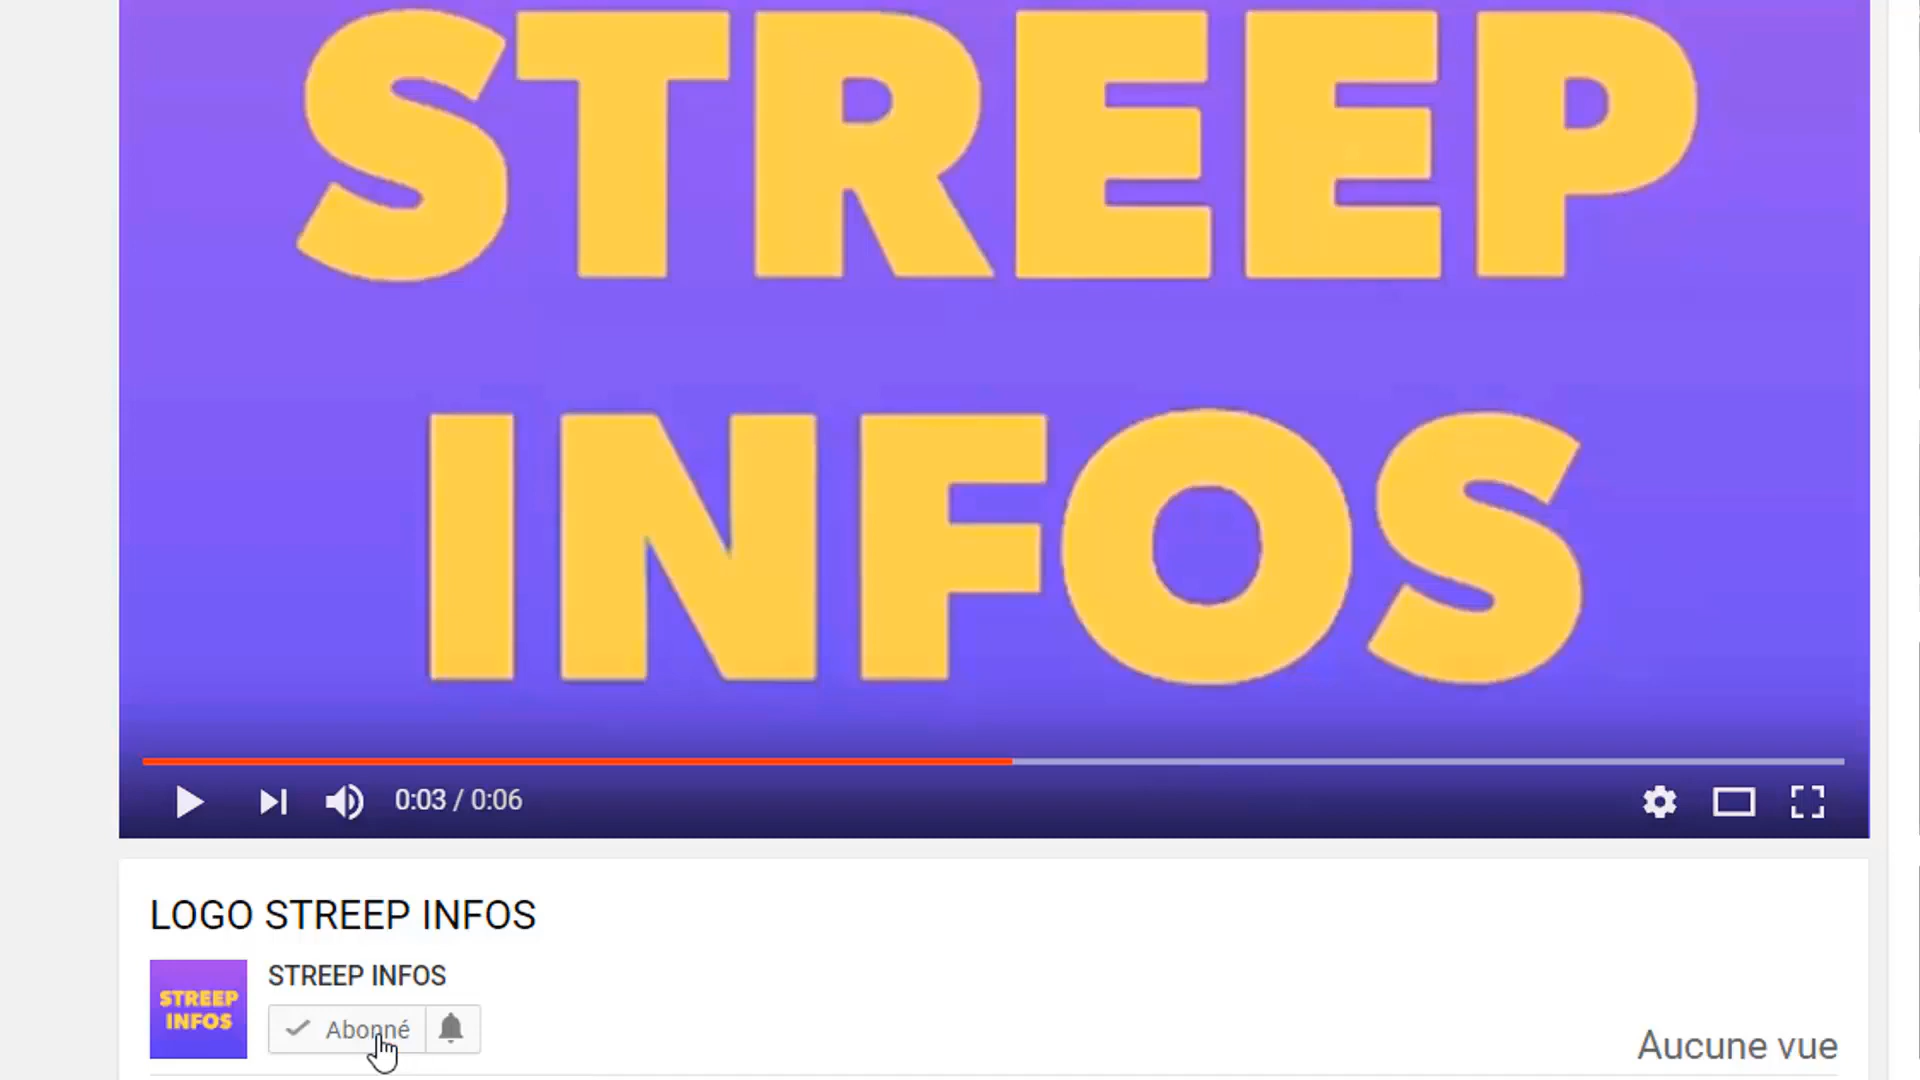 STREEP
INFOS
0:03 / 0:06
LOGO STREEP INFOS
STREEP INFOS
STREEP
INFOS
Abonné
Aucune vue